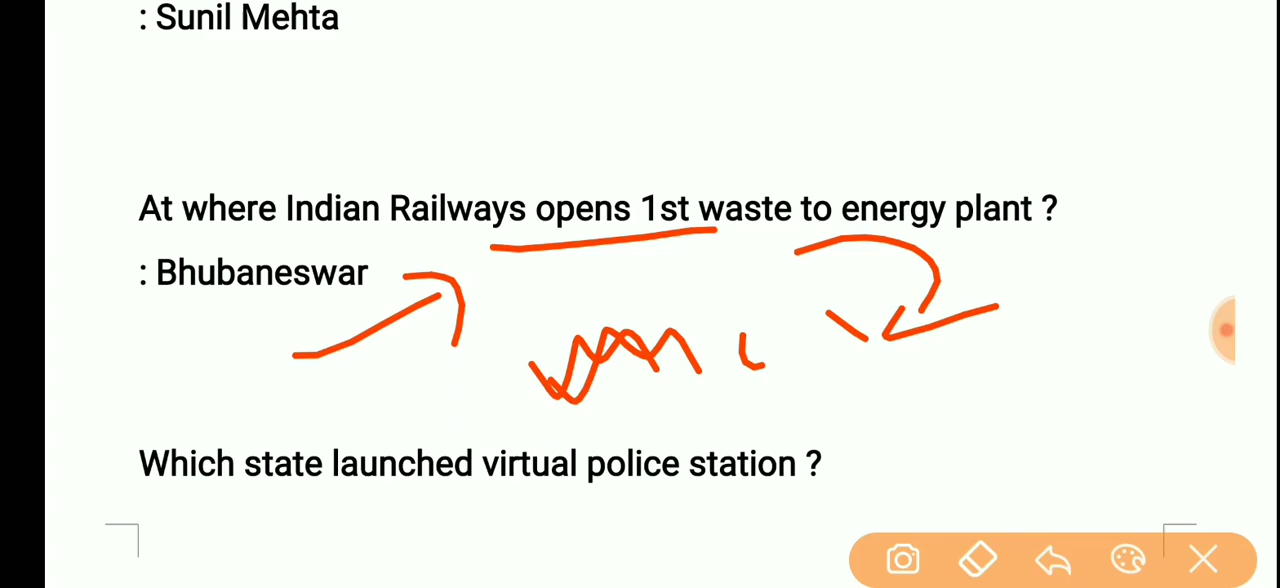 : Sunil Mehta
At where Indian Railways opens 1st waste to energy plant ?
: Bhubaneswar
Which state launched virtual police station ?